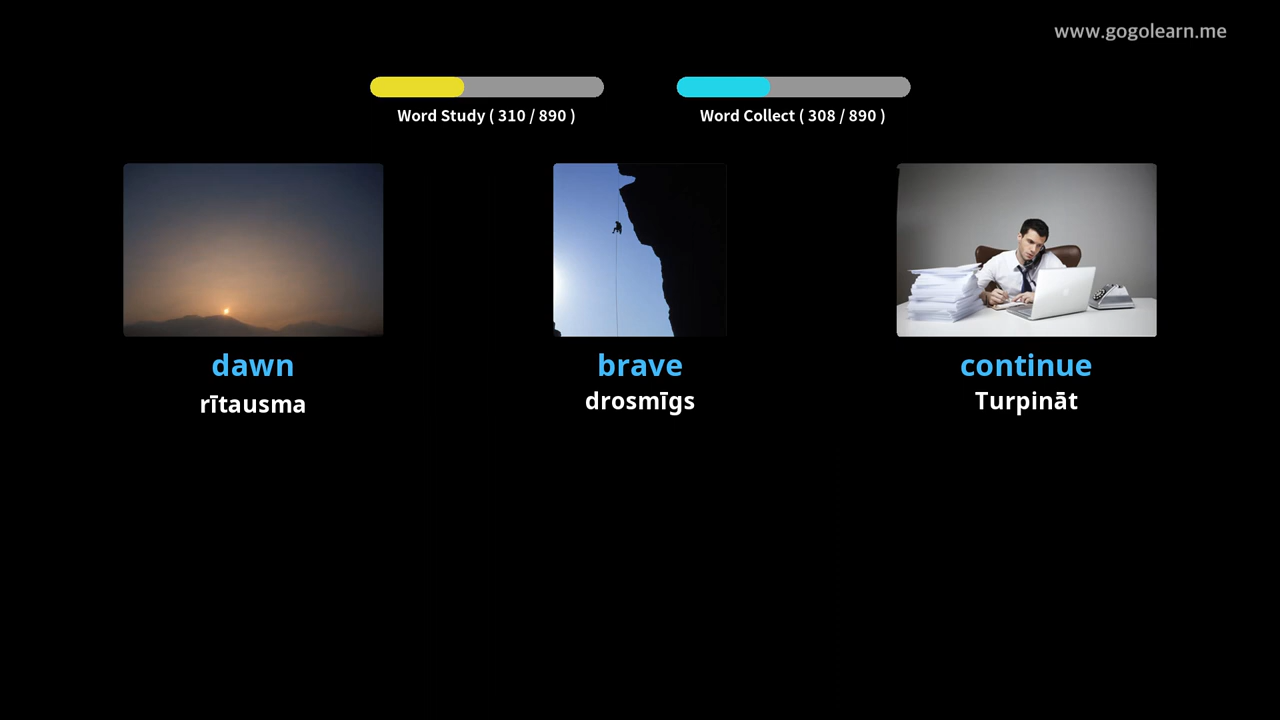 www.gogolearn.me
Word Study ( 310 / 890 )
Word Collect ( 308 / 890 )
dawn
rītausma
brave
drosmīgs
continue
Turpināt